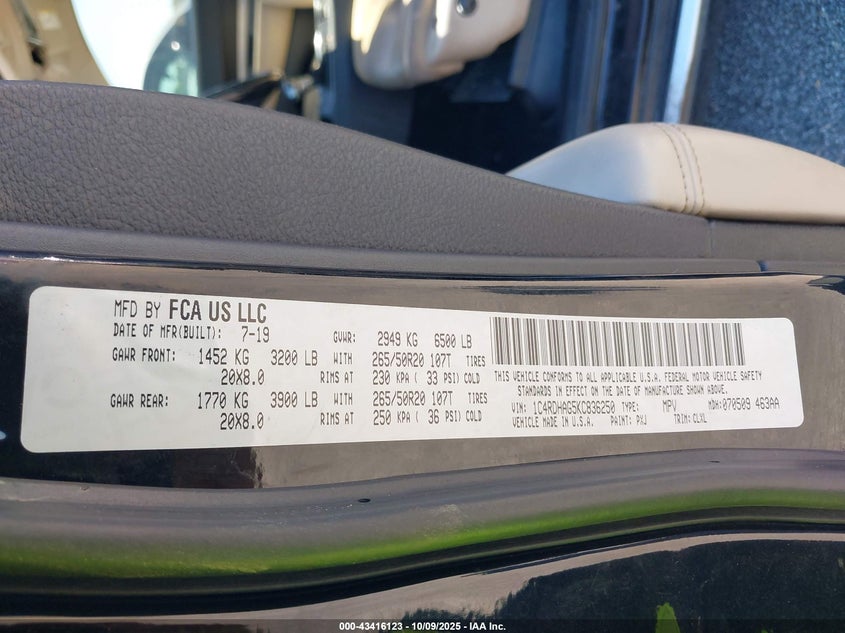 MFD BY FCA US LLC
DATE OF MFR(BUILT): 7-19 GVWR: 2949 KG 6500 LB
GAWR FRONT: 1452 KG 3200 LB WITH 265/50R20 107T TIRES
20X8.0 RIMS AT 230 KPA ( 33 PSI) COLD
GAWR REAR: 1770 KG 3900 LB WITH 265/50R20 107T TIRES
20X8.0 RIMS AT 250 KPA ( 36 PSI) COLD
THIS VEHICLE CONFORMS TO ALL APPLICABLE U.S.A. FEDERAL MOTOR VEHICLE SAFETY
STANDARDS IN EFFECT ON THE DATE OF MANUFACTURE SHOWN ABOVE.
VIN: 1C4RDHAG5KC836250 TYPE: MPV MDH: 070509 463AA
VEHICLE MADE IN U.S.A. PAINT: PXJ TRIM: CLXL
000-43416123 - 10/09/2025 - IAA Inc.